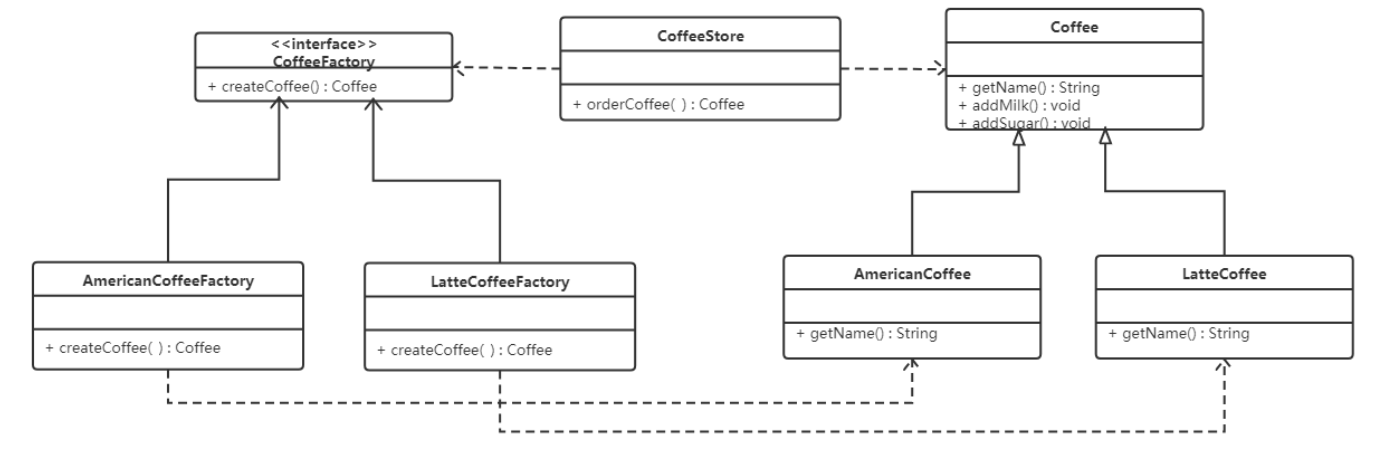 <<interface>>
CoffeeFactory
+ createCoffee() : Coffee
CoffeeStore
+ orderCoffee( ) : Coffee
Coffee
+ getName() : String
+ addMilk() : void
+ addSugar() : void
AmericanCoffeeFactory
+ createCoffee( ) : Coffee
LatteCoffeeFactory
+ createCoffee( ) : Coffee
AmericanCoffee
+ getName() : String
LatteCoffee
+ getName() : String